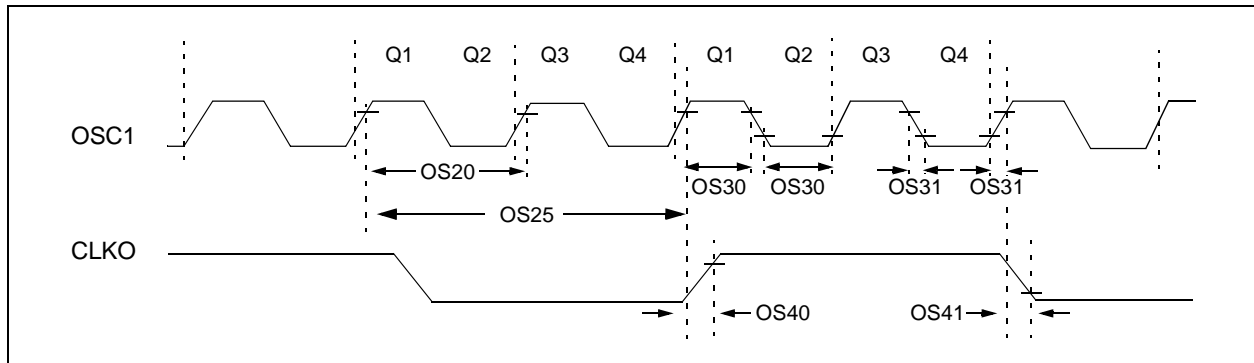 Q1 Q2 Q3 Q4 Q1 Q2 Q3 Q4
OSC1
OS20 OS30 OS30 OS31 OS31
OS25
CLKO
OS40 OS41